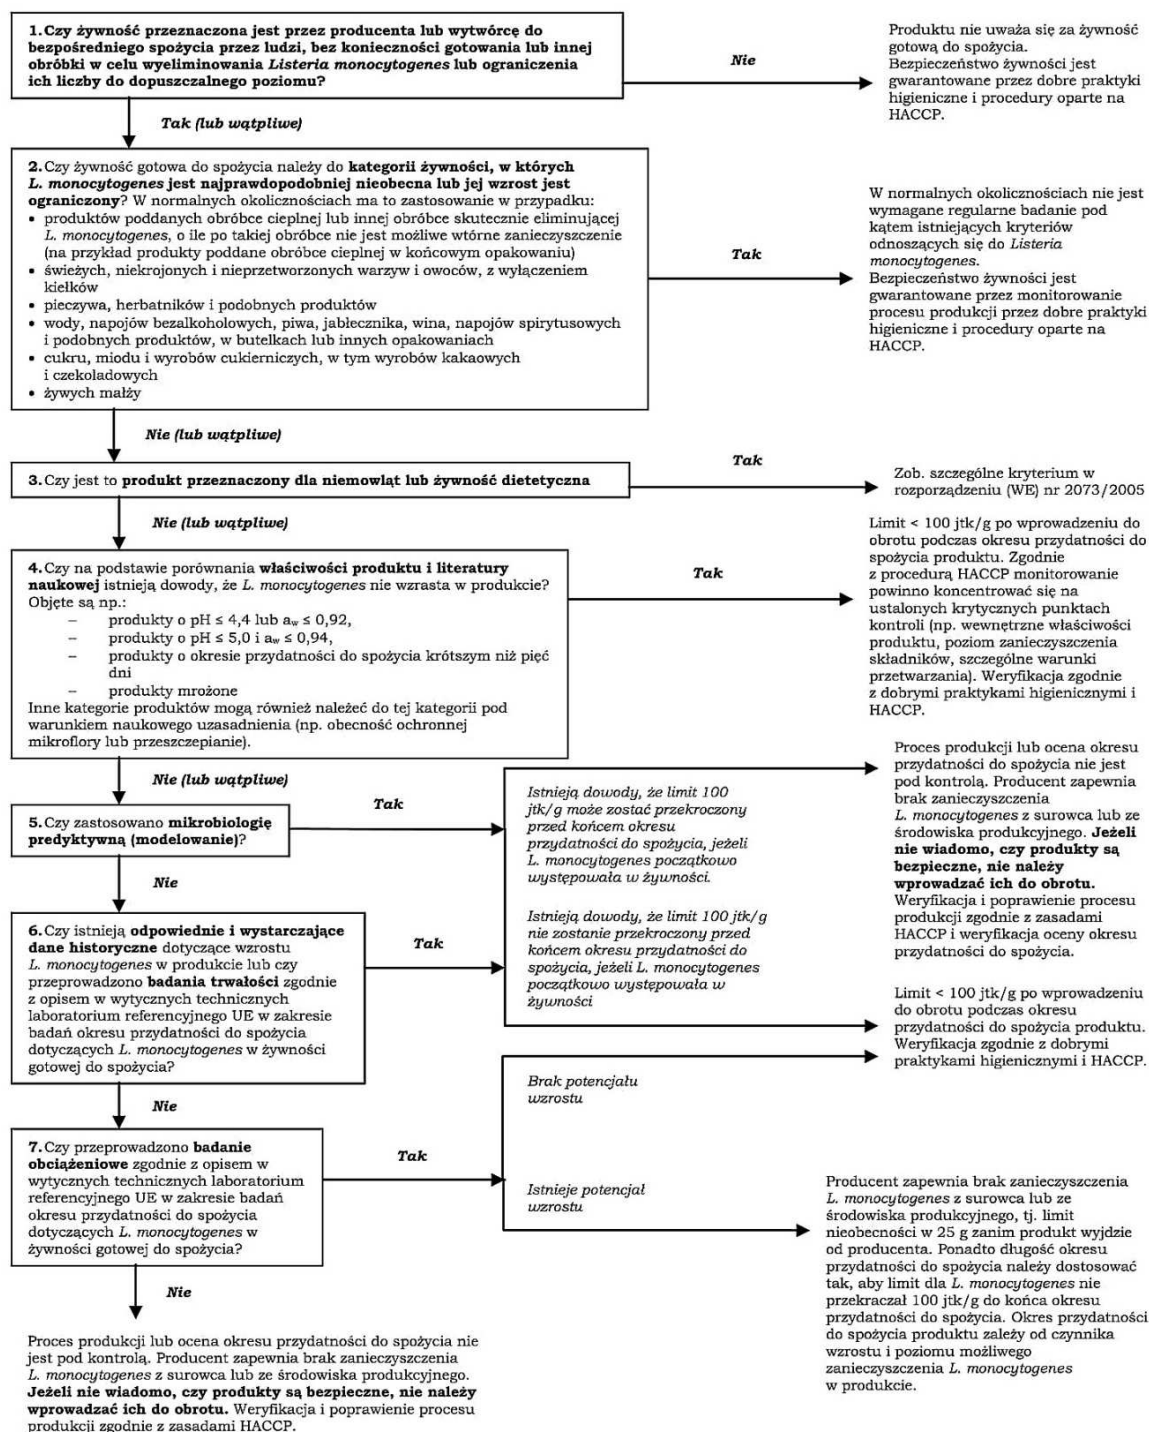 1. Czy żywność przeznaczona jest przez producenta lub wytwórcę do
bezpośredniego spożycia przez ludzi, bez konieczności gotowania lub innej
obróbki w celu wyeliminowania Listeria monocytogenes lub ograniczenia
ich liczby do dopuszczalnego poziomu?
Nie
Produktu nie uważa się za żywność
gotową do spożycia.
Bezpieczeństwo żywności jest
gwarantowane przez dobre praktyki
higieniczne i procedury oparte na
HACCP.
Tak (lub wątpliwe)
2. Czy żywność gotowa do spożycia należy do kategorii żywności, w których
L. monocytogenes jest najprawdopodobniej nieobecna lub jej wzrost jest
ograniczony? W normalnych okolicznościach ma to zastosowanie w przypadku:
• produktów poddanych obróbce cieplnej lub innej obróbce skutecznie eliminującej
L. monocytogenes, o ile po takiej obróbce nie jest możliwe wtórne zanieczyszczenie
(na przykład produkty poddane obróbce cieplnej w końcowym opakowaniu)
• świeżych, niekrojonych i nieprzetworzonych warzyw i owoców, z wyłączeniem
kiełków
• pieczywa, herbatników i podobnych produktów
• wody, napojów bezalkoholowych, piwa, jabłecznika, wina, napojów spirytusowych
i podobnych produktów, w butelkach lub innych opakowaniach
• cukru, miodu i wyrobów cukierniczych, w tym wyrobów kakaowych
i czekoladowych
• żywych małży
Tak
W normalnych okolicznościach nie jest
wymagane regularne badanie pod
kątem istniejących kryteriów
odnoszących się do Listeria
monocytogenes.
Bezpieczeństwo żywności jest
gwarantowane przez monitorowanie
procesu produkcji przez dobre praktyki
higieniczne i procedury oparte na
HACCP.
Nie (lub wątpliwe)
3. Czy jest to produkt przeznaczony dla niemowląt lub żywność dietetyczna
Tak
Zob. szczególne kryterium w
rozporządzeniu (WE) nr 2073/2005
Nie (lub wątpliwe)
4. Czy na podstawie porównania właściwości produktu i literatury
naukowej istnieją dowody, że L. monocytogenes nie wzrasta w produkcie?
Objęte są np.:
– produkty o pH ≤ 4,4 lub aw ≤ 0,92,
– produkty o pH ≤ 5,0 i aw ≤ 0,94,
– produkty o okresie przydatności do spożycia krótszym niż pięć
dni
– produkty mrożone
Inne kategorie produktów mogą również należeć do tej kategorii pod
warunkiem naukowego uzasadnienia (np. obecność ochronnej
mikroflory lub przeszczepianie).
Tak
Limit < 100 jtk/g po wprowadzeniu do
obrotu podczas okresu przydatności do
spożycia produktu. Zgodnie
z procedurą HACCP monitorowanie
powinno koncentrować się na
ustalonych krytycznych punktach
kontroli (np. wewnętrzne właściwości
produktu, poziom zanieczyszczenia
składników, szczególne warunki
przetwarzania). Weryfikacja zgodnie
z dobrymi praktykami higienicznymi i
HACCP.
Nie (lub wątpliwe)
5. Czy zastosowano mikrobiologię
predyktywną (modelowanie)?
Tak
Istnieją dowody, że limit 100
jtk/g może zostać przekroczony
przed końcem okresu
przydatności do spożycia, jeżeli
L. monocytogenes początkowo
występowała w żywności.
Proces produkcji lub ocena okresu
przydatności do spożycia nie jest
pod kontrolą. Producent zapewnia
brak zanieczyszczenia
L. monocytogenes z surowca lub ze
środowiska produkcyjnego. Jeżeli
nie wiadomo, czy produkty są
bezpieczne, nie należy
wprowadzać ich do obrotu.
Weryfikacja i poprawienie procesu
produkcji zgodnie z zasadami
HACCP i weryfikacja oceny okresu
przydatności do spożycia.
Nie
6. Czy istnieją odpowiednie i wystarczające
dane historyczne dotyczące wzrostu
L. monocytogenes w produkcie lub czy
przeprowadzono badania trwałości zgodnie
z opisem w wytycznych technicznych
laboratorium referencyjnego UE w zakresie
badań okresu przydatności do spożycia
dotyczących L. monocytogenes w żywności
gotowej do spożycia?
Tak
Istnieją dowody, że limit 100 jtk/g
nie zostanie przekroczony przed
końcem okresu przydatności do
spożycia, jeżeli L. monocytogenes
początkowo występowała w
żywności
Limit < 100 jtk/g po wprowadzeniu
do obrotu podczas okresu
przydatności do spożycia produktu.
Weryfikacja zgodnie z dobrymi
praktykami higienicznymi i HACCP.
Nie
7. Czy przeprowadzono badanie
obciążeniowe zgodnie z opisem w
wytycznych technicznych laboratorium
referencyjnego UE w zakresie badań
okresu przydatności do spożycia
dotyczących L. monocytogenes w
żywności gotowej do spożycia?
Tak
Brak potencjału
wzrostu
Istnieje potencjał
wzrostu
Producent zapewnia brak zanieczyszczenia
L. monocytogenes z surowca lub ze
środowiska produkcyjnego, tj. limit
nieobecności w 25 g zanim produkt wyjdzie
od producenta. Ponadto długość okresu
przydatności do spożycia należy dostosować
tak, aby limit dla L. monocytogenes nie
przekraczał 100 jtk/g do końca okresu
przydatności do spożycia. Okres przydatności
do spożycia produktu zależy od czynnika
wzrostu i poziomu możliwego
zanieczyszczenia L. monocytogenes
w produkcie.
Nie
Proces produkcji lub ocena okresu przydatności do spożycia nie
jest pod kontrolą. Producent zapewnia brak zanieczyszczenia
L. monocytogenes z surowca lub ze środowiska produkcyjnego.
Jeżeli nie wiadomo, czy produkty są bezpieczne, nie należy
wprowadzać ich do obrotu. Weryfikacja i poprawienie procesu
produkcji zgodnie z zasadami HACCP.